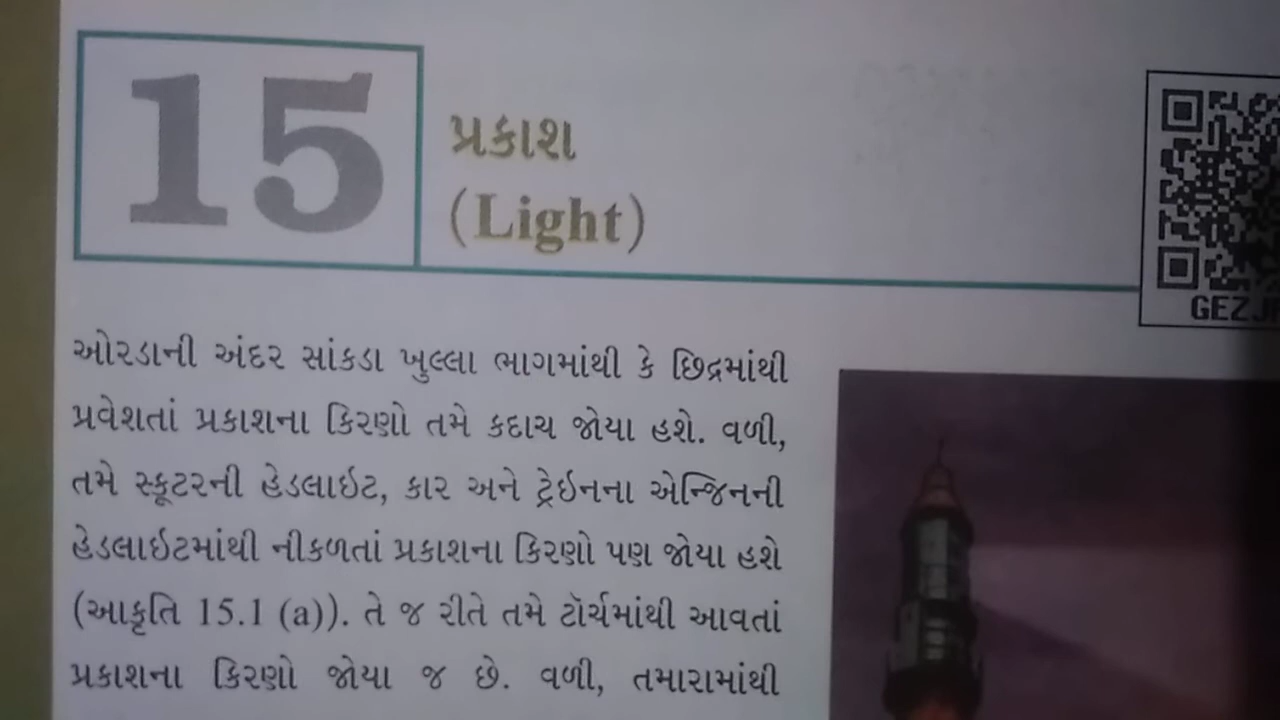 15
પ્રકાશ
(Light)
ઓરડાની અંદર સાંકડા ખુલ્લા ભાગમાંથી કે છિદ્રમાંથી
પ્રવેશતાં પ્રકાશના કિરણો તમે કદાચ જોયા હશે. વળી,
તમે સ્કૂટરની હેડલાઇટ, કાર અને ટ્રેઇનના એન્જિનની
હેડલાઇટમાંથી નીકળતાં પ્રકાશના કિરણો પણ જોયા હશે
(આકૃતિ 15.1 (a)). તે જ રીતે તમે ટૉર્ચમાંથી આવતાં
પ્રકાશના કિરણો જોયા જ છે. વળી, તમારામાંથી